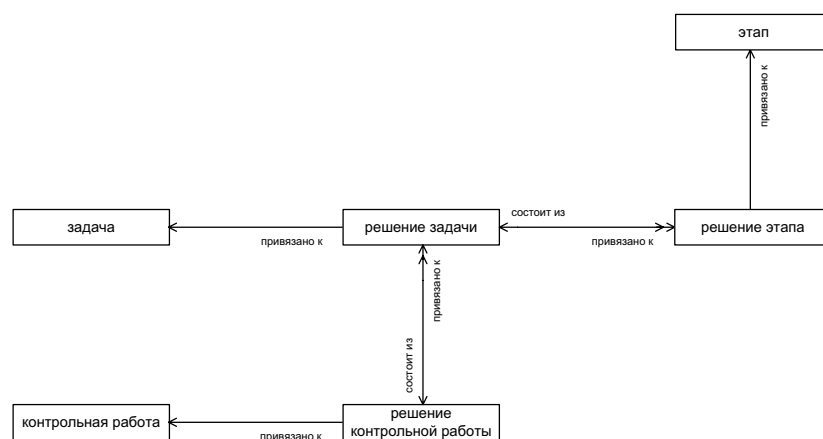 этап
привязано к
состоит из
задача
решение задачи
решение этапа
привязано к
привязано к
привязано к
состоит из
контрольная работа
решение
контрольной работы
привязано к